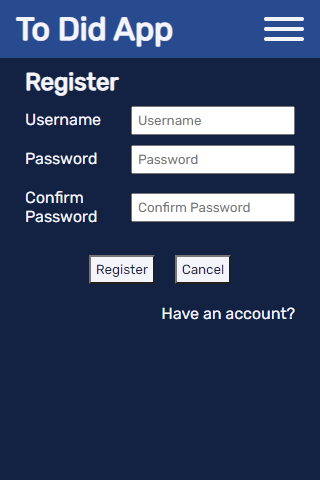 To Did App
Register
Username
Username
Password
Password
Confirm
Password
Confirm Password
Register
Cancel
Have an account?